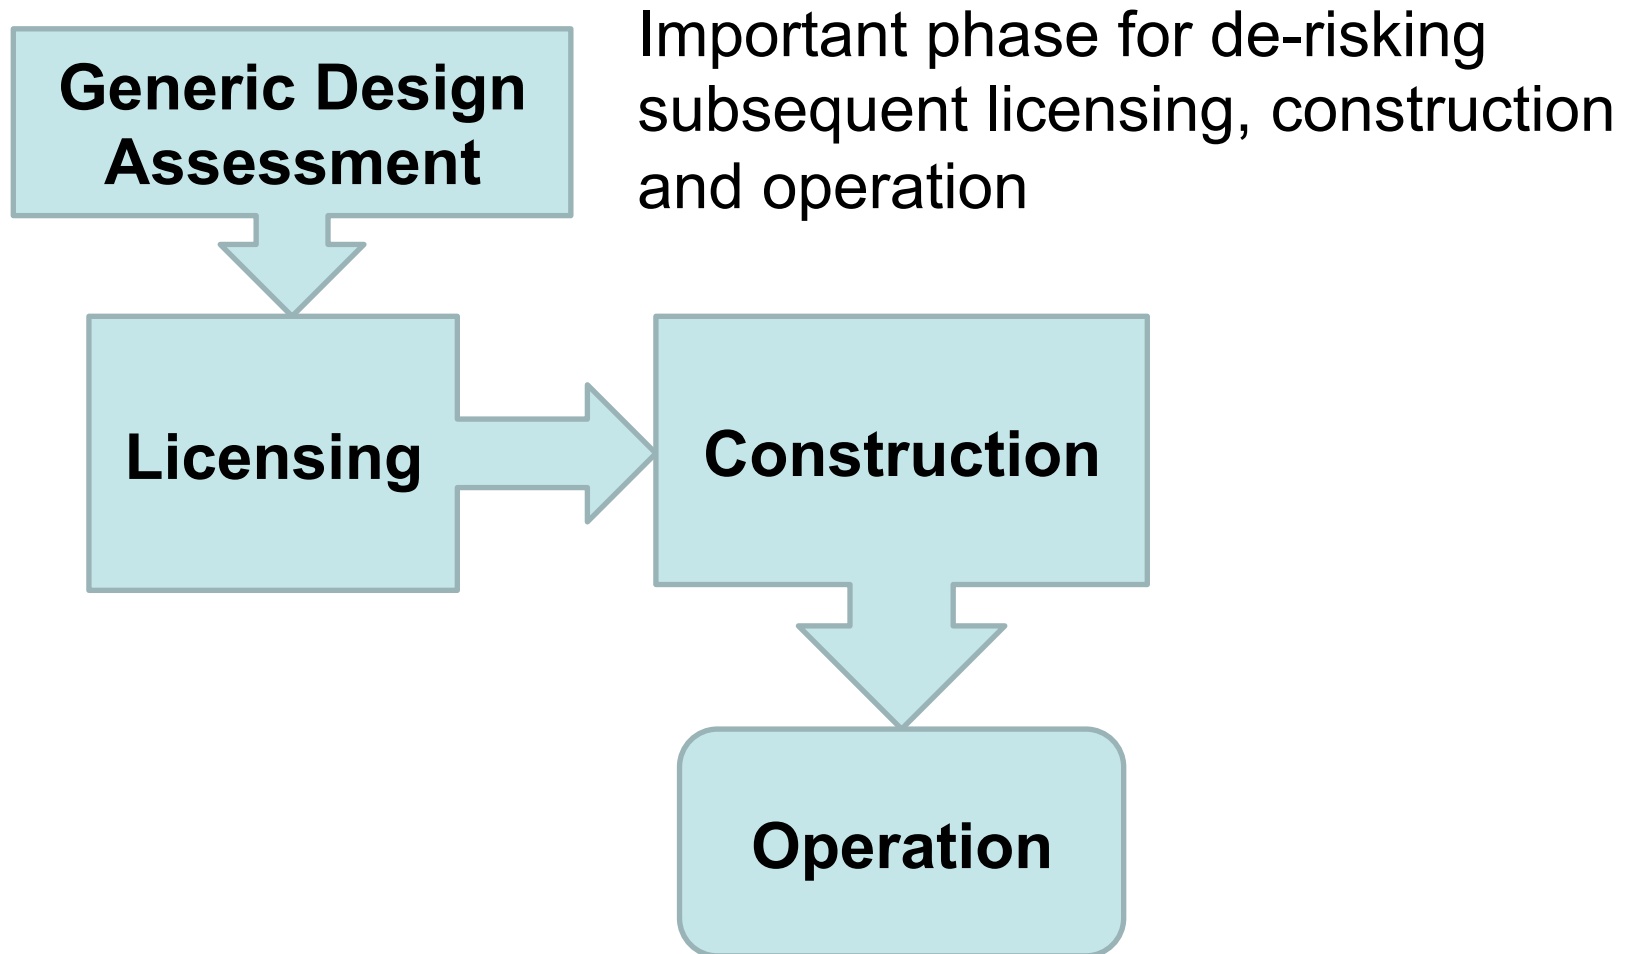 Generic Design
Assessment
Important phase for de-risking
subsequent licensing, construction
and operation
Licensing
Construction
Operation